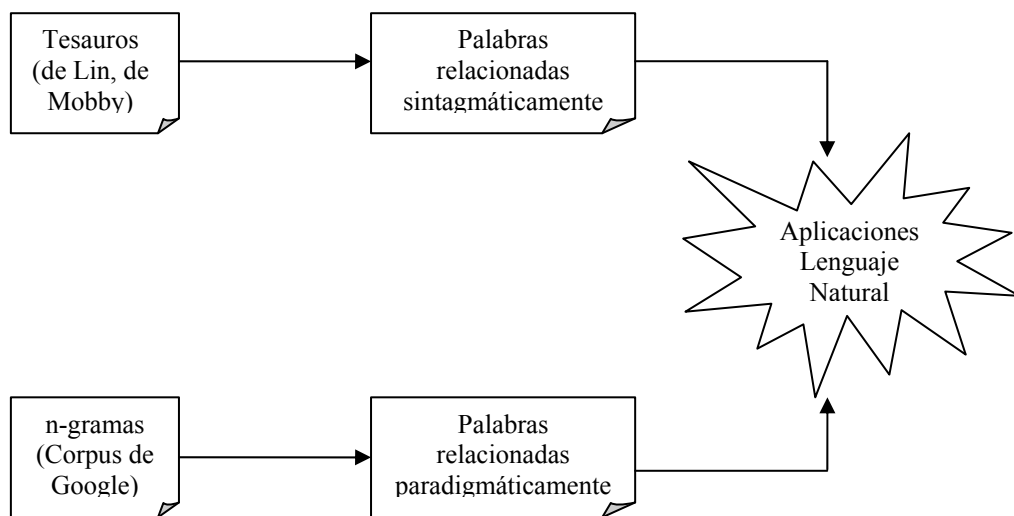 Tesauros
(de Lin, de
Mobby)
Palabras
relacionadas
sintagmáticamente
Aplicaciones
Lenguaje
Natural
n-gramas
(Corpus de
Google)
Palabras
relacionadas
paradigmáticamente